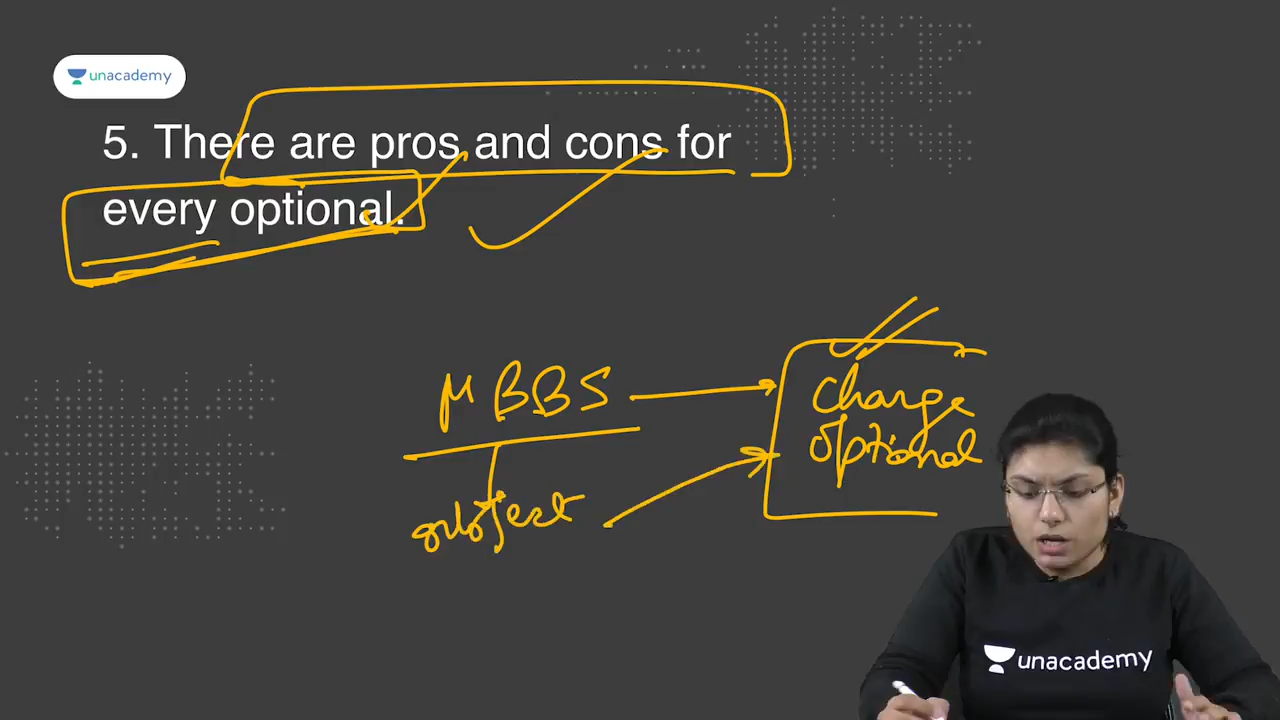 unacademy
5. There are pros and cons for
every optional.
MBBS
Change
optional
subject
unacademy